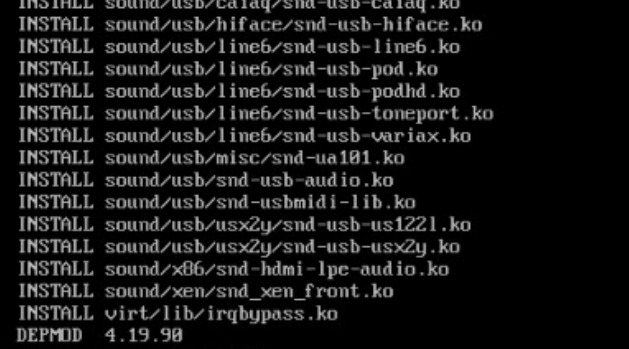 INSTALL sound/usb/caiaq/snd-usb-caiaq.ko
INSTALL sound/usb/hiface/snd-usb-hiface.ko
INSTALL sound/usb/line6/snd-usb-line6.ko
INSTALL sound/usb/line6/snd-usb-pod.ko
INSTALL sound/usb/line6/snd-usb-podhd.ko
INSTALL sound/usb/line6/snd-usb-toneport.ko
INSTALL sound/usb/line6/snd-usb-variax.ko
INSTALL sound/usb/misc/snd-ua101.ko
INSTALL sound/usb/snd-usb-audio.ko
INSTALL sound/usb/snd-usbmidi-lib.ko
INSTALL sound/usb/usx2y/snd-usb-us122l.ko
INSTALL sound/usb/usx2y/snd-usb-usx2y.ko
INSTALL sound/x86/snd-hdmi-lpe-audio.ko
INSTALL sound/xen/snd_xen_front.ko
INSTALL virt/lib/irqbypass.ko
DEPMOD 4.19.90